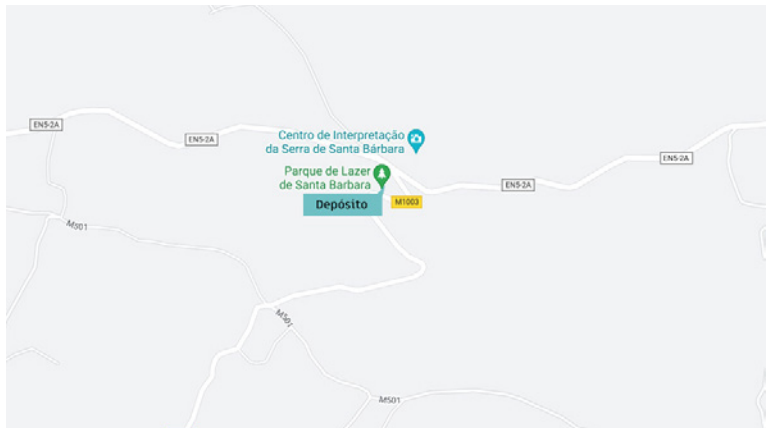 EN5-2A
EN5-2A
Centro de Interpretação
da Serra de Santa Bárbara
EN5-2A
Parque de Lazer
de Santa Barbara
EN5-2A
Depósito
M1003
M501
M501
M501